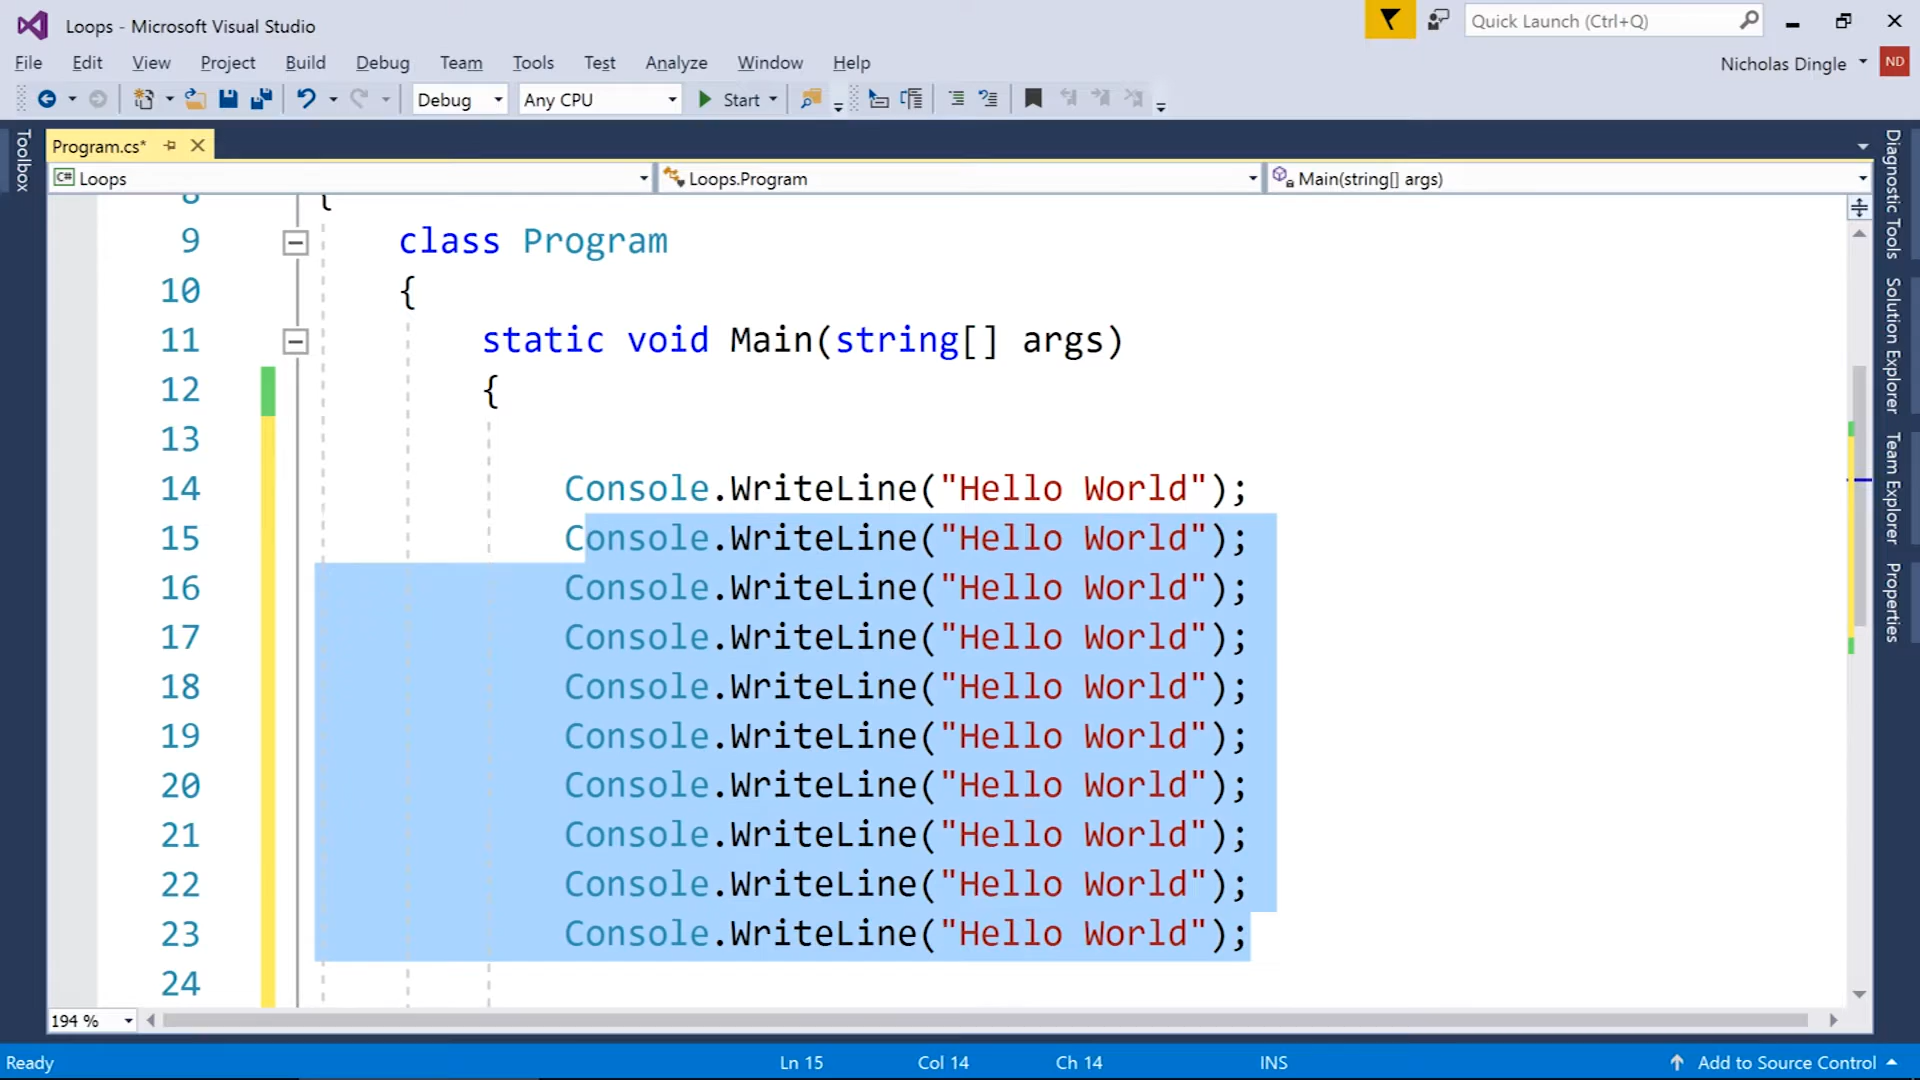 Loops - Microsoft Visual Studio
Quick Launch (Ctrl+Q)
File Edit View Project Build Debug Team Tools Test Analyze Window Help
Nicholas Dingle ND
Debug Any CPU Start
Toolbox
Program.cs*
C# Loops Loops.Program Main(string[] args)
8 {
9 class Program
10 {
11 static void Main(string[] args)
12 {
13
14 Console.WriteLine("Hello World");
15 Console.WriteLine("Hello World");
16 Console.WriteLine("Hello World");
17 Console.WriteLine("Hello World");
18 Console.WriteLine("Hello World");
19 Console.WriteLine("Hello World");
20 Console.WriteLine("Hello World");
21 Console.WriteLine("Hello World");
22 Console.WriteLine("Hello World");
23 Console.WriteLine("Hello World");
24
Diagnostic Tools
Solution Explorer
Team Explorer
Properties
194 %
Ready Ln 15 Col 14 Ch 14 INS Add to Source Control